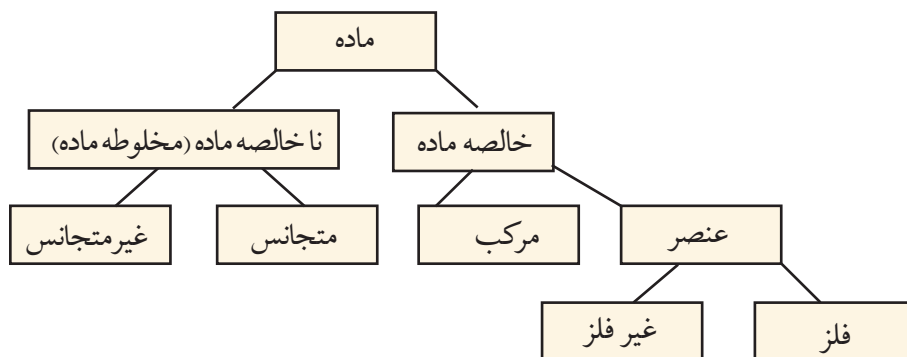 ماده
خالصه ماده
نا خالصه ماده (مخلوطه ماده)
عنصر
مرکب
متجانس
غیرمتجانس
فلز
غیر فلز